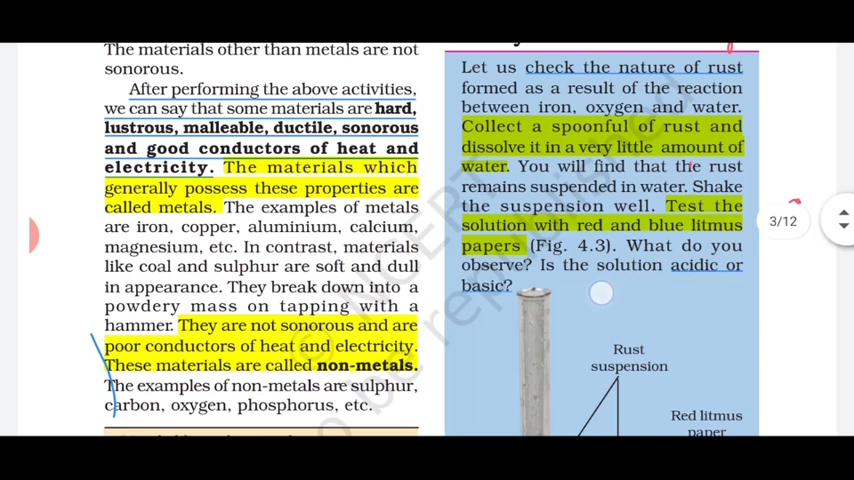 The materials other than metals are not
sonorous.
After performing the above activities,
we can say that some materials are hard,
lustrous, malleable, ductile, sonorous
and good conductors of heat and
electricity. The materials which
generally possess these properties are
called metals. The examples of metals
are iron, copper, aluminium, calcium,
magnesium, etc. In contrast, materials
like coal and sulphur are soft and dull
in appearance. They break down into a
powdery mass on tapping with a
hammer. They are not sonorous and are
poor conductors of heat and electricity.
These materials are called non-metals.
The examples of non-metals are sulphur,
carbon, oxygen, phosphorus, etc.
Let us check the nature of rust
formed as a result of the reaction
between iron, oxygen and water.
Collect a spoonful of rust and
dissolve it in a very little amount of
water. You will find that the rust
remains suspended in water. Shake
the suspension well. Test the
solution with red and blue litmus
papers (Fig. 4.3). What do you
observe? Is the solution acidic or
basic?
Rust
suspension
Red litmus
paper
3/12
© NCERT
to be republished